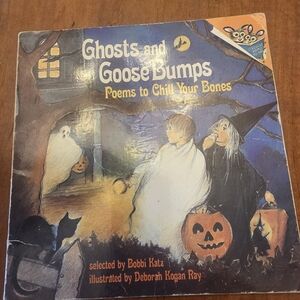 Ghosts and
Goose Bumps
Poems to Chill Your Bones
selected by Bobbi Katz
illustrated by Deborah Kogan Ray